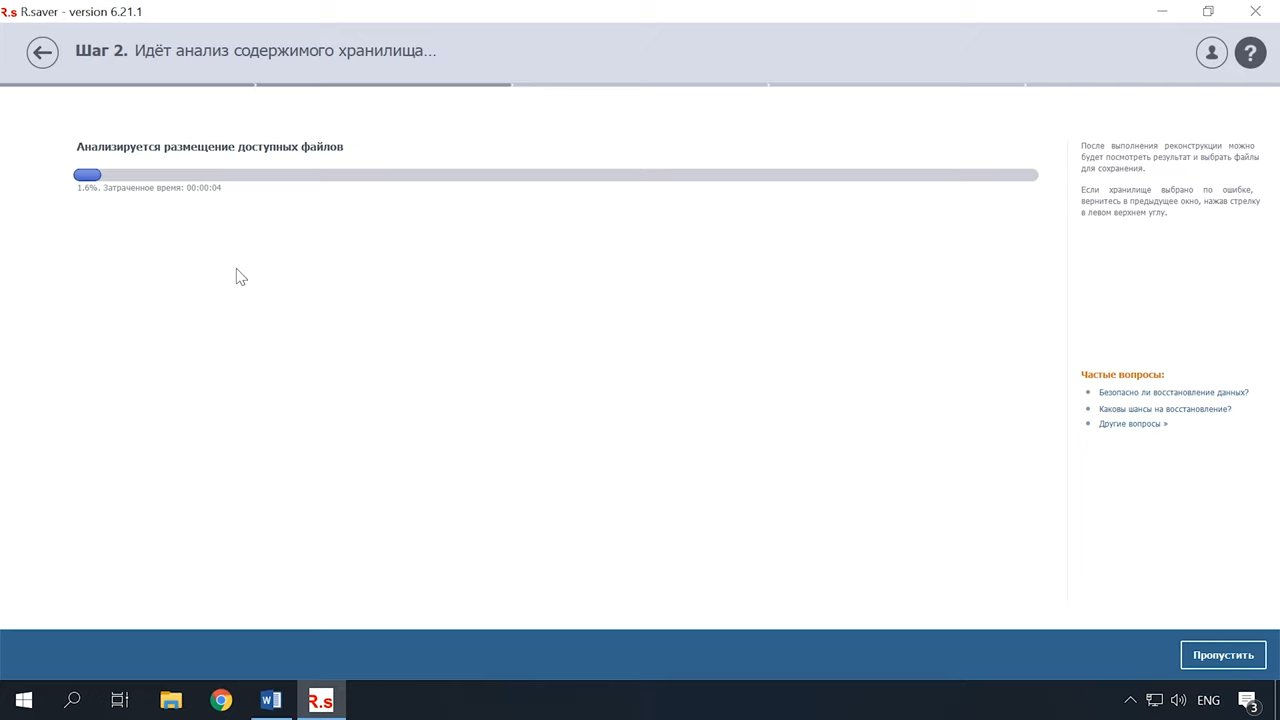 R.s R.saver - version 6.21.1
Шаг 2. Идёт анализ содержимого хранилища...
?
Анализируется размещение доступных файлов
1.6%. Затраченное время: 00:00:04
После выполнения реконструкции можно
будет посмотреть результат и выбрать файлы
для сохранения.
Если хранилище выбрано по ошибке,
вернитесь в предыдущее окно, нажав стрелку
в левом верхнем углу.
Частые вопросы:
Безопасно ли восстановление данных?
Каковы шансы на восстановление?
Другие вопросы »
Пропустить
W R.s ENG 3